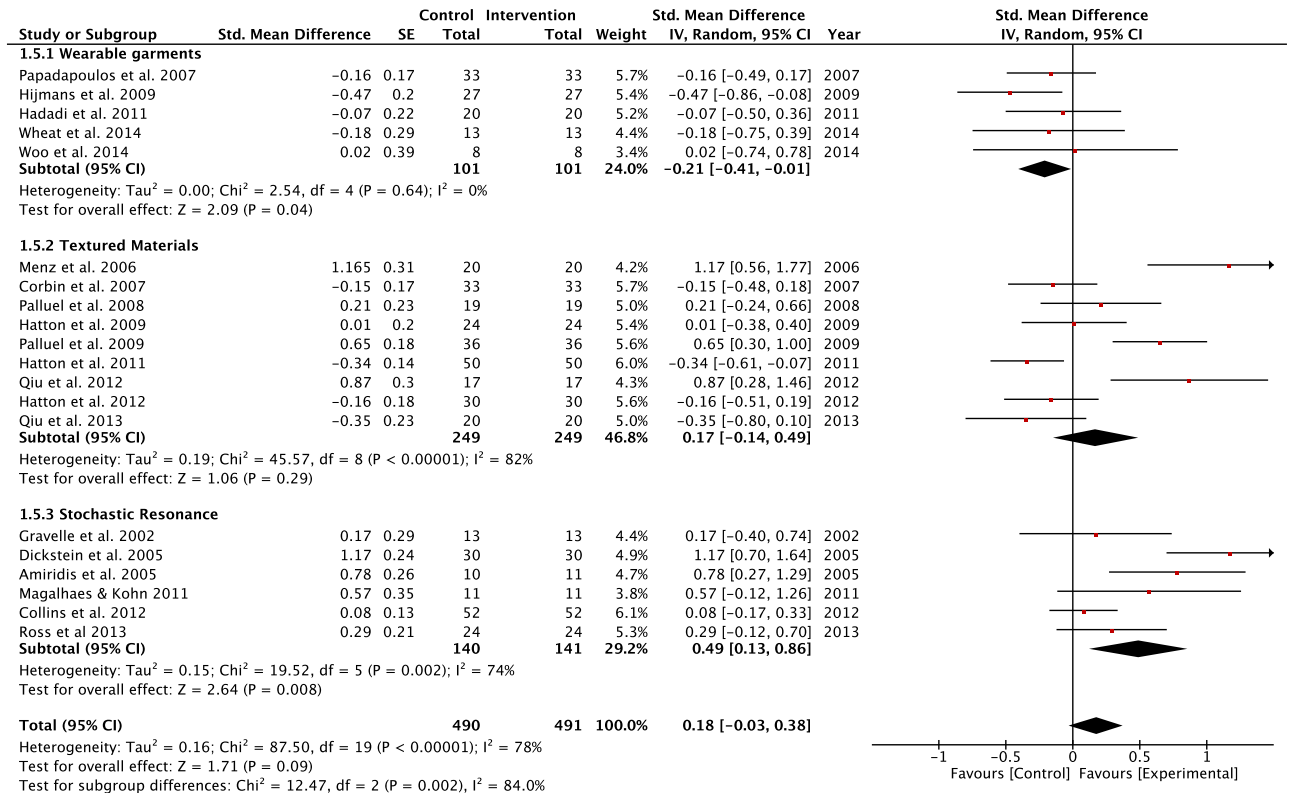 Control Intervention Std. Mean Difference Std. Mean Difference
Study or Subgroup Std. Mean Difference SE Total Total Weight IV, Random, 95% CI Year IV, Random, 95% CI
1.5.1 Wearable garments
Papadapoulos et al. 2007 −0.16 0.17 33 33 5.7% −0.16 [−0.49, 0.17] 2007
Hijmans et al. 2009 −0.47 0.2 27 27 5.4% −0.47 [−0.86, −0.08] 2009
Hadadi et al. 2011 −0.07 0.22 20 20 5.2% −0.07 [−0.50, 0.36] 2011
Wheat et al. 2014 −0.18 0.29 13 13 4.4% −0.18 [−0.75, 0.39] 2014
Woo et al. 2014 0.02 0.39 8 8 3.4% 0.02 [−0.74, 0.78] 2014
Subtotal (95% CI) 101 101 24.0% −0.21 [−0.41, −0.01]
Heterogeneity: Tau² = 0.00; Chi² = 2.54, df = 4 (P = 0.64); I² = 0%
Test for overall effect: Z = 2.09 (P = 0.04)
1.5.2 Textured Materials
Menz et al. 2006 1.165 0.31 20 20 4.2% 1.17 [0.56, 1.77] 2006
Corbin et al. 2007 −0.15 0.17 33 33 5.7% −0.15 [−0.48, 0.18] 2007
Palluel et al. 2008 0.21 0.23 19 19 5.0% 0.21 [−0.24, 0.66] 2008
Hatton et al. 2009 0.01 0.2 24 24 5.4% 0.01 [−0.38, 0.40] 2009
Palluel et al. 2009 0.65 0.18 36 36 5.6% 0.65 [0.30, 1.00] 2009
Hatton et al. 2011 −0.34 0.14 50 50 6.0% −0.34 [−0.61, −0.07] 2011
Qiu et al. 2012 0.87 0.3 17 17 4.3% 0.87 [0.28, 1.46] 2012
Hatton et al. 2012 −0.16 0.18 30 30 5.6% −0.16 [−0.51, 0.19] 2012
Qiu et al. 2013 −0.35 0.23 20 20 5.0% −0.35 [−0.80, 0.10] 2013
Subtotal (95% CI) 249 249 46.8% 0.17 [−0.14, 0.49]
Heterogeneity: Tau² = 0.19; Chi² = 45.57, df = 8 (P < 0.00001); I² = 82%
Test for overall effect: Z = 1.06 (P = 0.29)
1.5.3 Stochastic Resonance
Gravelle et al. 2002 0.17 0.29 13 13 4.4% 0.17 [−0.40, 0.74] 2002
Dickstein et al. 2005 1.17 0.24 30 30 4.9% 1.17 [0.70, 1.64] 2005
Amiridis et al. 2005 0.78 0.26 10 11 4.7% 0.78 [0.27, 1.29] 2005
Magalhaes & Kohn 2011 0.57 0.35 11 11 3.8% 0.57 [−0.12, 1.26] 2011
Collins et al. 2012 0.08 0.13 52 52 6.1% 0.08 [−0.17, 0.33] 2012
Ross et al 2013 0.29 0.21 24 24 5.3% 0.29 [−0.12, 0.70] 2013
Subtotal (95% CI) 140 141 29.2% 0.49 [0.13, 0.86]
Heterogeneity: Tau² = 0.15; Chi² = 19.52, df = 5 (P = 0.002); I² = 74%
Test for overall effect: Z = 2.64 (P = 0.008)
Total (95% CI) 490 491 100.0% 0.18 [−0.03, 0.38]
Heterogeneity: Tau² = 0.16; Chi² = 87.50, df = 19 (P < 0.00001); I² = 78%
Test for overall effect: Z = 1.71 (P = 0.09)
Test for subgroup differences: Chi² = 12.47, df = 2 (P = 0.002), I² = 84.0%
−1 −0.5 0 0.5 1
Favours [Control] Favours [Experimental]